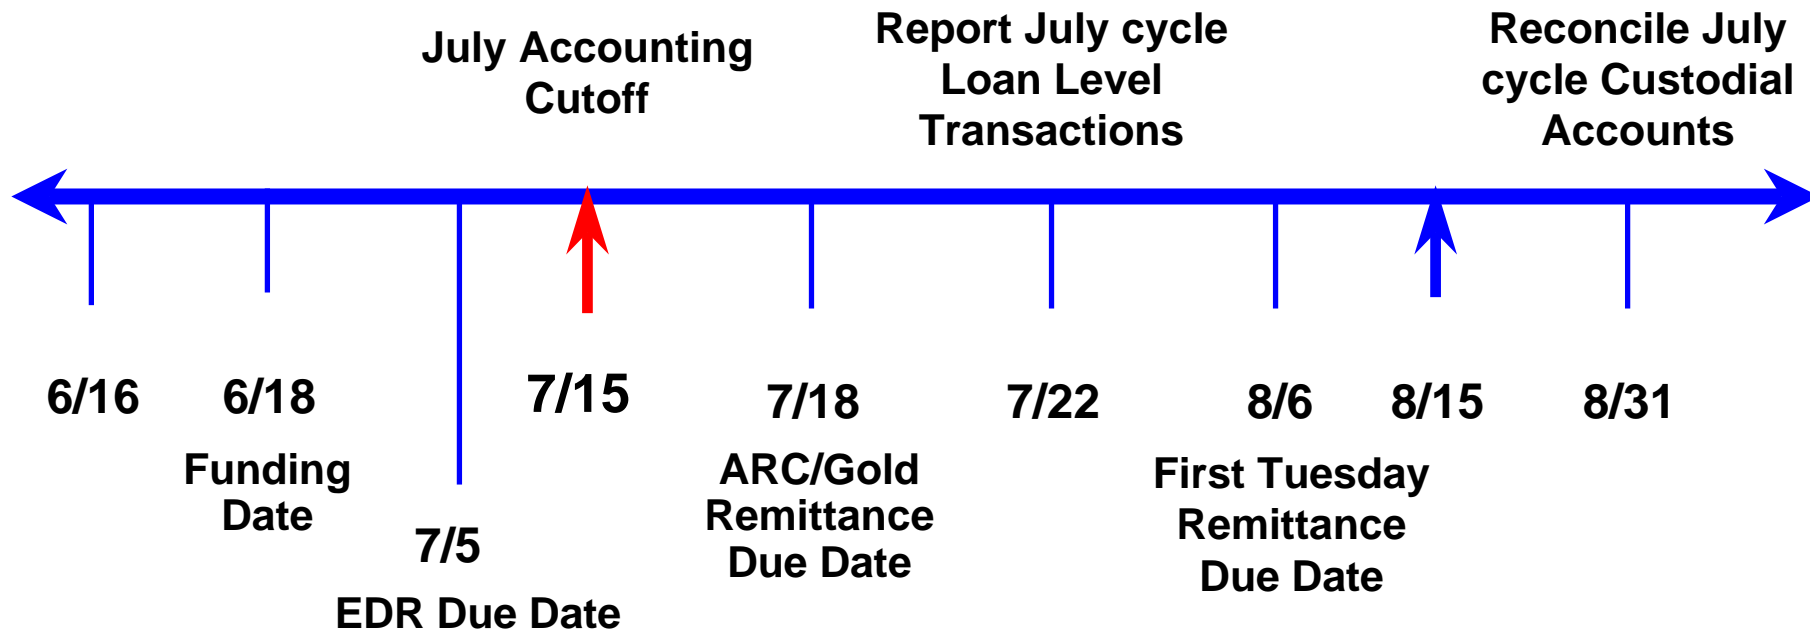 July Accounting
Cutoff
Report July cycle
Loan Level
Transactions
Reconcile July
cycle Custodial
Accounts
6/16
6/18
Funding
Date
7/5
EDR Due Date
7/15
7/18
ARC/Gold
Remittance
Due Date
7/22
8/6
First Tuesday
Remittance
Due Date
8/15
8/31